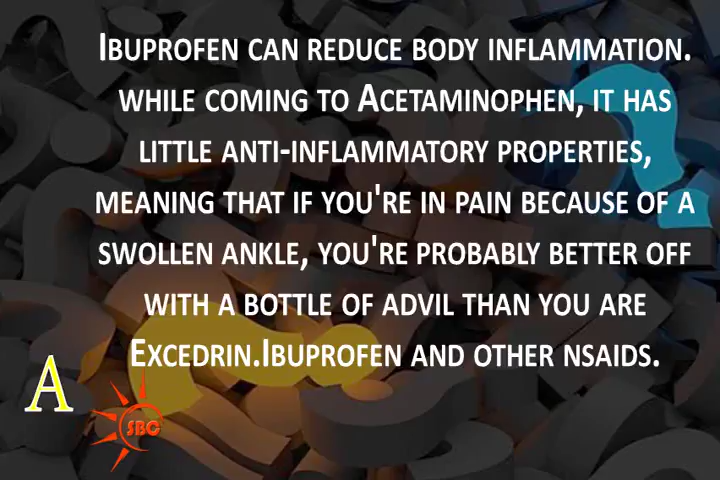 Ibuprofen can reduce body inflammation.
while coming to Acetaminophen, it has
little anti-inflammatory properties,
meaning that if you're in pain because of a
swollen ankle, you're probably better off
with a bottle of advil than you are
Excedrin.Ibuprofen and other nsaids.
A
SBC